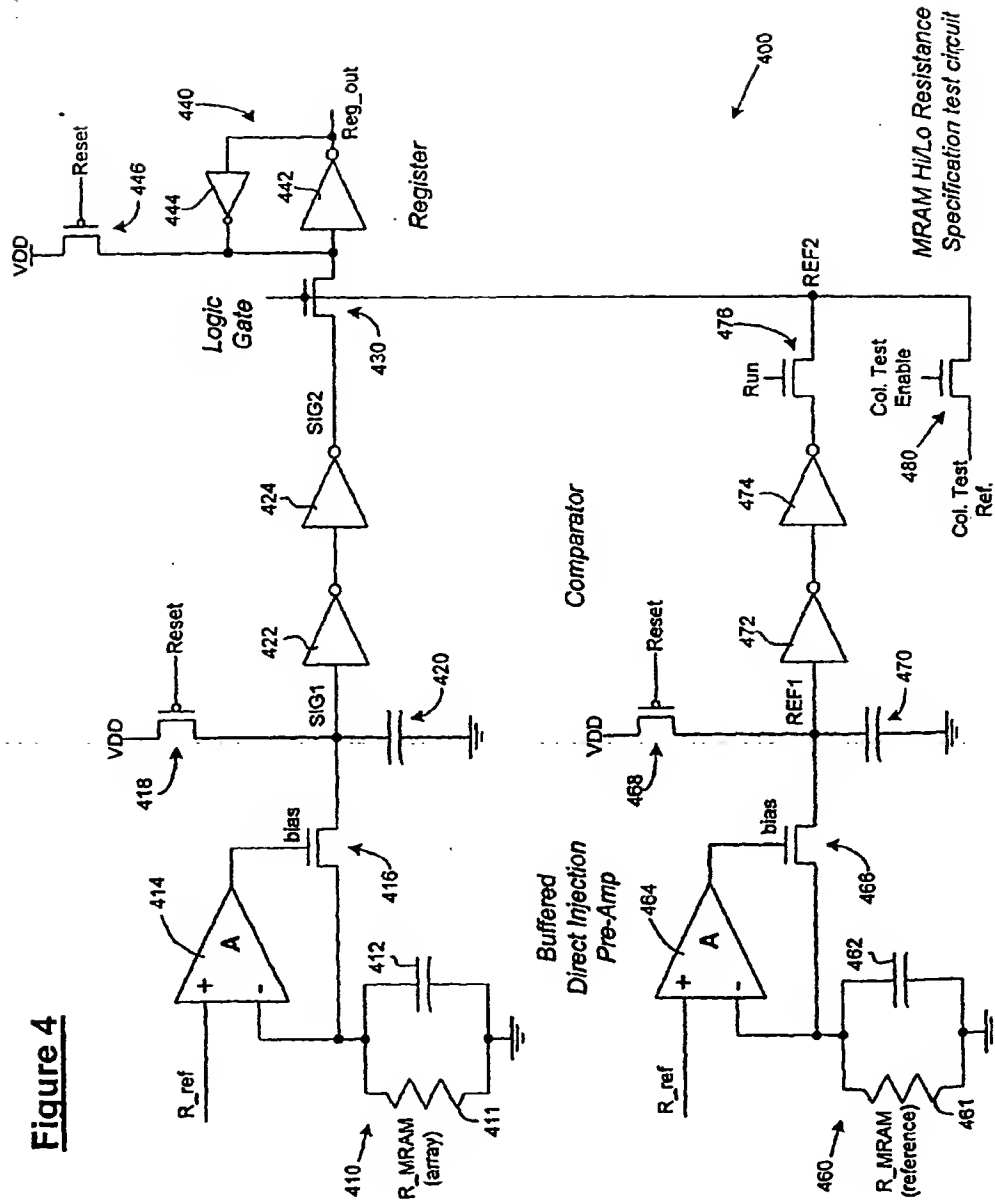 Figure 4
VDD
Reset
446
444
440
442
Reg_out
Register
Logic
Gate
430
SIG2
424
422
VDD
Reset
418
SIG1
420
414
A
+
-
bias
416
R_ref
412
410
R_MRAM
(array)
411
Buffered
Direct Injection
Pre-Amp
Comparator
VDD
Reset
468
REF1
470
472
474
Run
476
REF2
Col. Test
Enable
480
Col. Test
Ref.
464
A
+
-
bias
466
R_ref
462
460
R_MRAM
(reference)
461
400
MRAM Hi/Lo Resistance
Specification test circuit